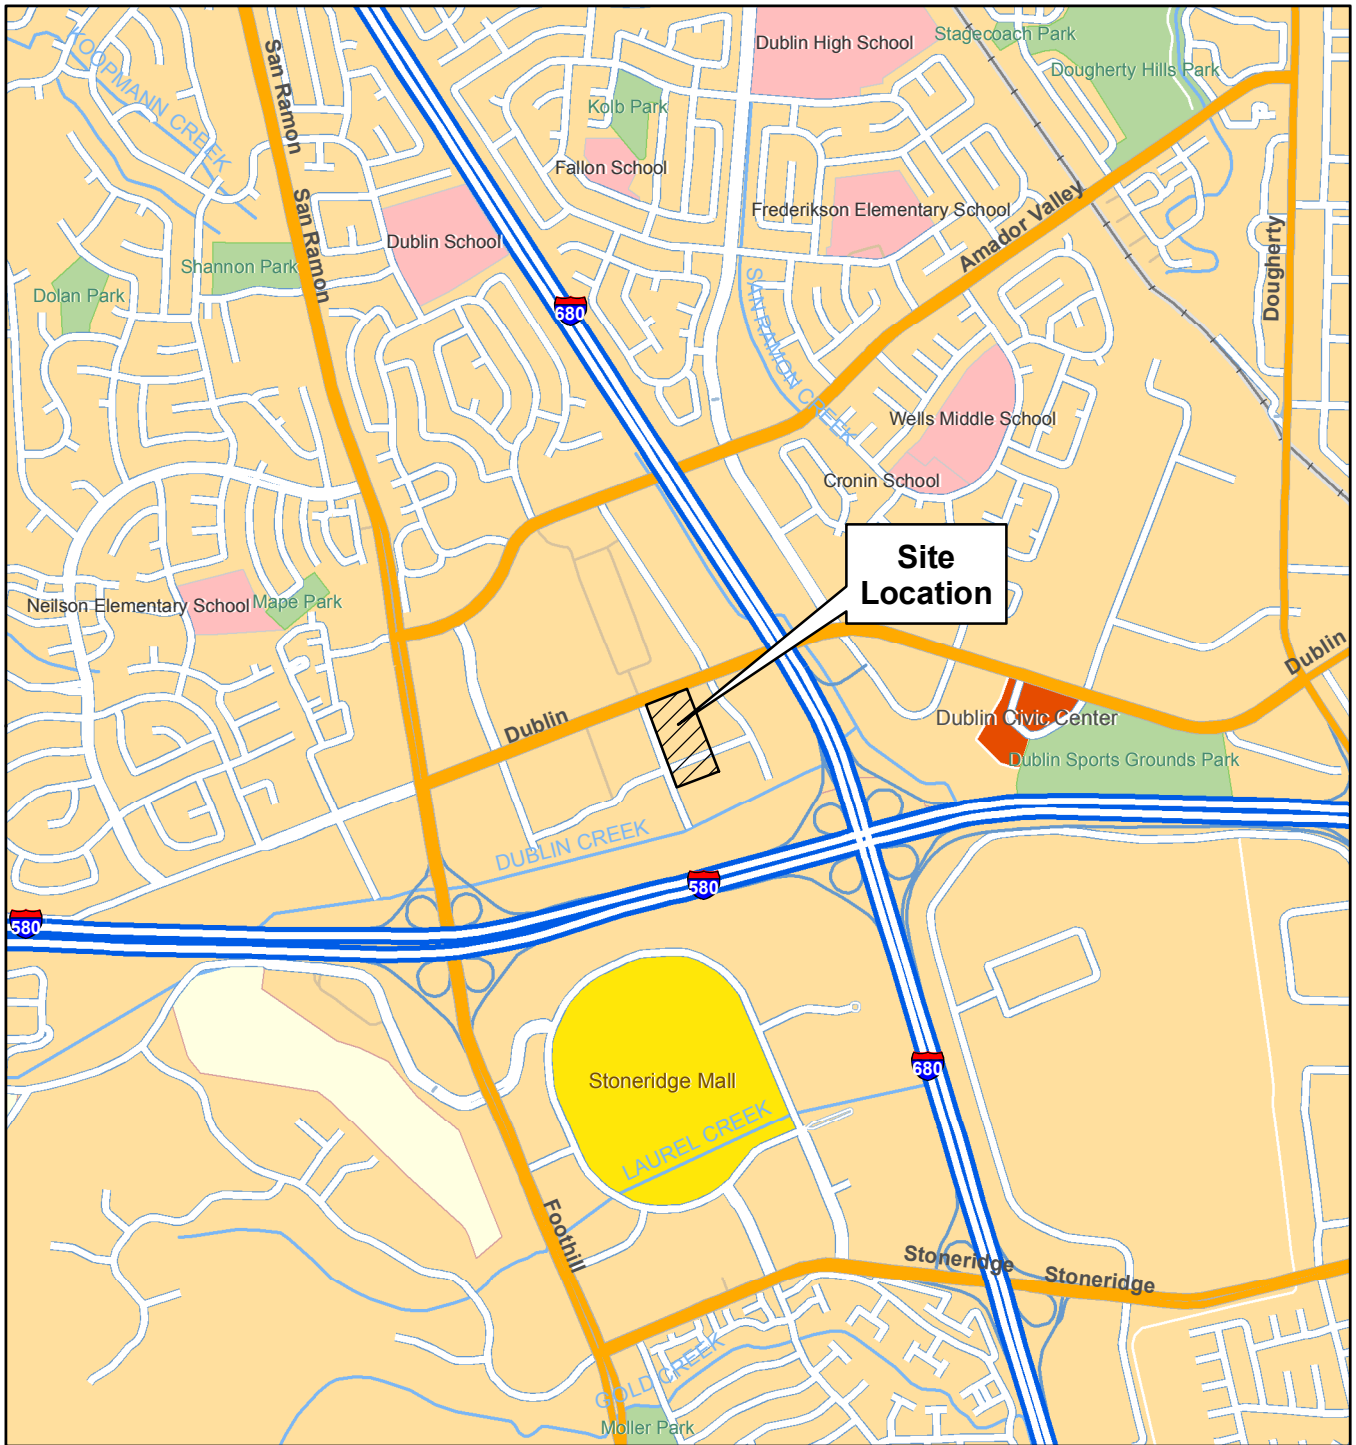 Dublin High School
Stagecoach Park
San Ramon
KOOPMANN CREEK
Dougherty Hills Park
Kolb Park
Fallon School
Frederikson Elementary School
Amador Valley
San Ramon
Dublin School
Dougherty
Shannon Park
Dolan Park
680
SAN RAMON CREEK
Wells Middle School
Cronin School
Site
Location
Neilson Elementary School
Mape Park
Dublin
Dublin
Dublin Civic Center
Dublin Sports Grounds Park
DUBLIN CREEK
580
580
680
Stoneridge Mall
LAUREL CREEK
Foothill
Stoneridge
Stoneridge
GOLD CREEK
Moller Park